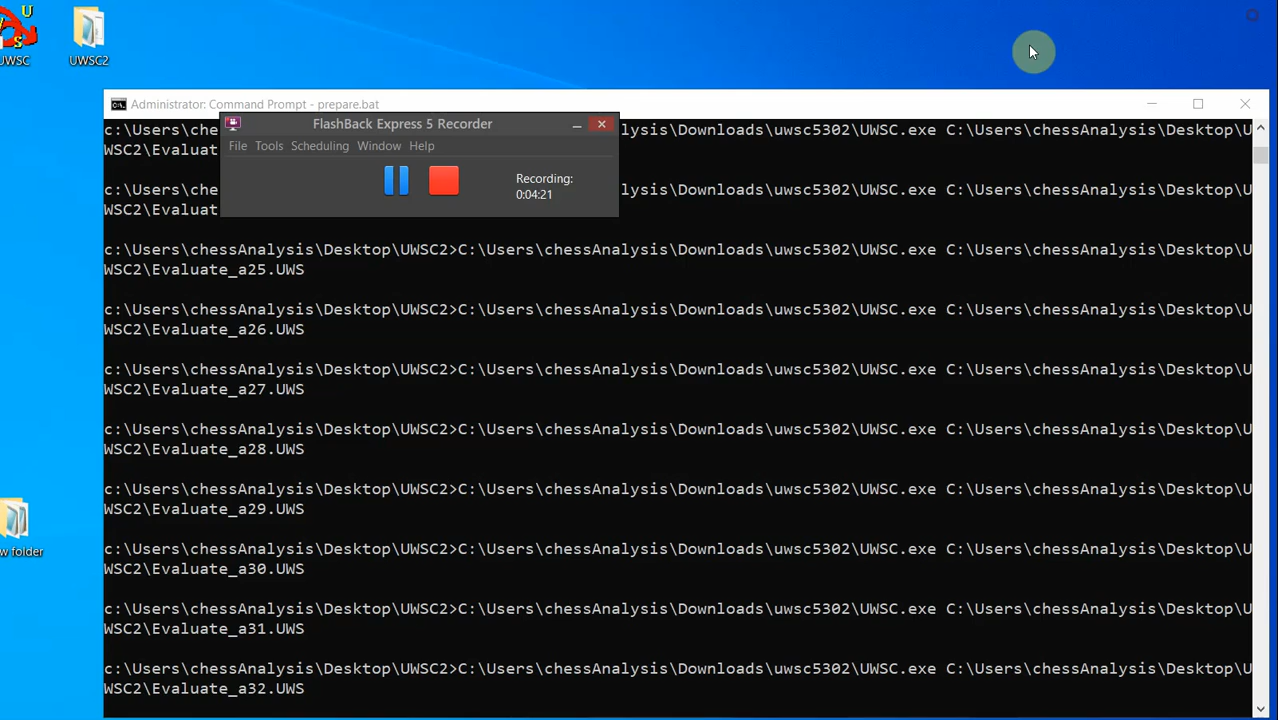 U
S
UWSC
UWSC2
Administrator: Command Prompt - prepare.bat
FlashBack Express 5 Recorder
File Tools Scheduling Window Help
Recording:
0:04:21
c:\Users\che
lysis\Downloads\uwsc5302\UWSC.exe C:\Users\chessAnalysis\Desktop\U
WSC2\Evaluat
c:\Users\che
lysis\Downloads\uwsc5302\UWSC.exe C:\Users\chessAnalysis\Desktop\U
WSC2\Evaluat
c:\Users\chessAnalysis\Desktop\UWSC2>C:\Users\chessAnalysis\Downloads\uwsc5302\UWSC.exe C:\Users\chessAnalysis\Desktop\U
WSC2\Evaluate_a25.UWS
c:\Users\chessAnalysis\Desktop\UWSC2>C:\Users\chessAnalysis\Downloads\uwsc5302\UWSC.exe C:\Users\chessAnalysis\Desktop\U
WSC2\Evaluate_a26.UWS
c:\Users\chessAnalysis\Desktop\UWSC2>C:\Users\chessAnalysis\Downloads\uwsc5302\UWSC.exe C:\Users\chessAnalysis\Desktop\U
WSC2\Evaluate_a27.UWS
c:\Users\chessAnalysis\Desktop\UWSC2>C:\Users\chessAnalysis\Downloads\uwsc5302\UWSC.exe C:\Users\chessAnalysis\Desktop\U
WSC2\Evaluate_a28.UWS
c:\Users\chessAnalysis\Desktop\UWSC2>C:\Users\chessAnalysis\Downloads\uwsc5302\UWSC.exe C:\Users\chessAnalysis\Desktop\U
WSC2\Evaluate_a29.UWS
c:\Users\chessAnalysis\Desktop\UWSC2>C:\Users\chessAnalysis\Downloads\uwsc5302\UWSC.exe C:\Users\chessAnalysis\Desktop\U
WSC2\Evaluate_a30.UWS
c:\Users\chessAnalysis\Desktop\UWSC2>C:\Users\chessAnalysis\Downloads\uwsc5302\UWSC.exe C:\Users\chessAnalysis\Desktop\U
WSC2\Evaluate_a31.UWS
c:\Users\chessAnalysis\Desktop\UWSC2>C:\Users\chessAnalysis\Downloads\uwsc5302\UWSC.exe C:\Users\chessAnalysis\Desktop\U
WSC2\Evaluate_a32.UWS
w folder